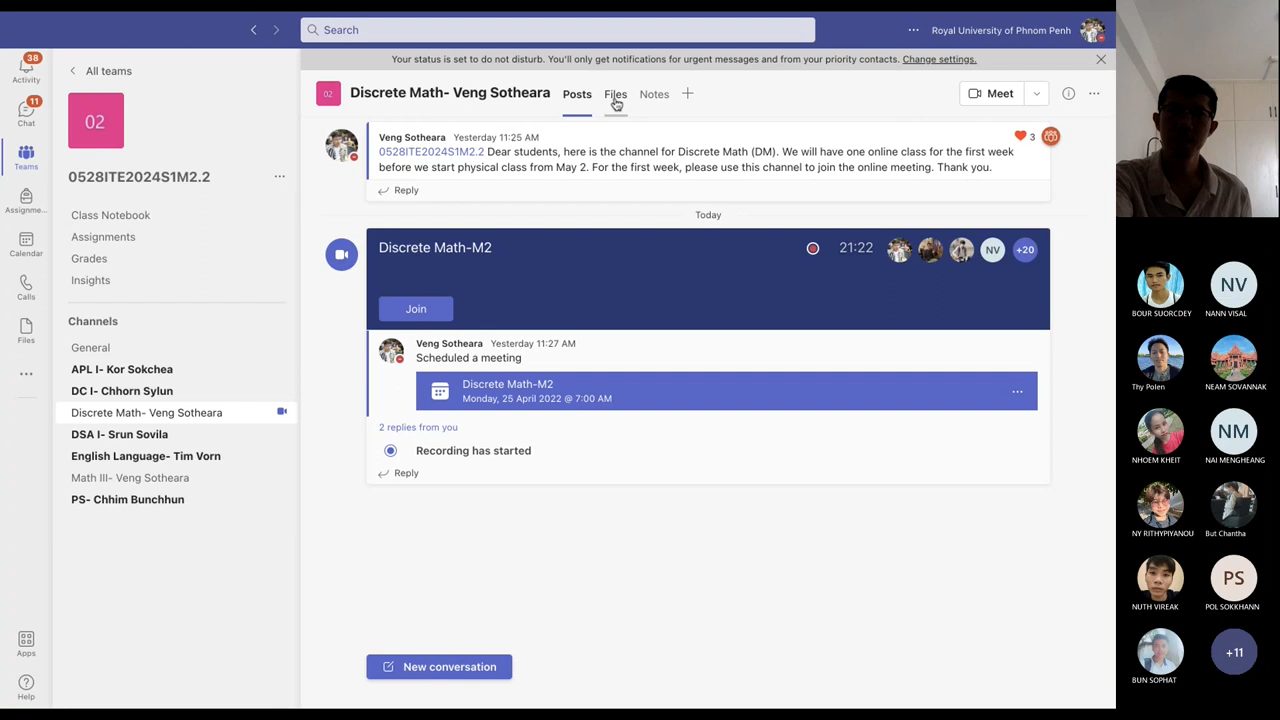 Search
Royal University of Phnom Penh
Your status is set to do not disturb. You'll only get notifications for urgent messages and from your priority contacts. Change settings.
38
Activity
11
Chat
Teams
Assignme...
Calendar
Calls
Files
Apps
Help
All teams
02
0528ITE2024S1M2.2
Class Notebook
Assignments
Grades
Insights
Channels
General
APL I- Kor Sokchea
DC I- Chhorn Sylun
Discrete Math- Veng Sotheara
DSA I- Srun Sovila
English Language- Tim Vorn
Math III- Veng Sotheara
PS- Chhim Bunchhun
02 Discrete Math- Veng Sotheara Posts Files Notes Meet
Veng Sotheara Yesterday 11:25 AM 3
0528ITE2024S1M2.2 Dear students, here is the channel for Discrete Math (DM). We will have one online class for the first week
before we start physical class from May 2. For the first week, please use this channel to join the online meeting. Thank you.
Reply
Today
Discrete Math-M2 21:22 NV +20
Join
Veng Sotheara Yesterday 11:27 AM
Scheduled a meeting
Discrete Math-M2
Monday, 25 April 2022 @ 7:00 AM
2 replies from you
Recording has started
Reply
New conversation
NV
BOUR SUORCDEY NANN VISAL
Thy Polen NEAM SOVANNAK
NM
NHOEM KHEIT NAI MENGHEANG
NY RITHYPIYANOU But Chantha
PS
NUTH VIREAK POL SOKKHANN
+11
BUN SOPHAT